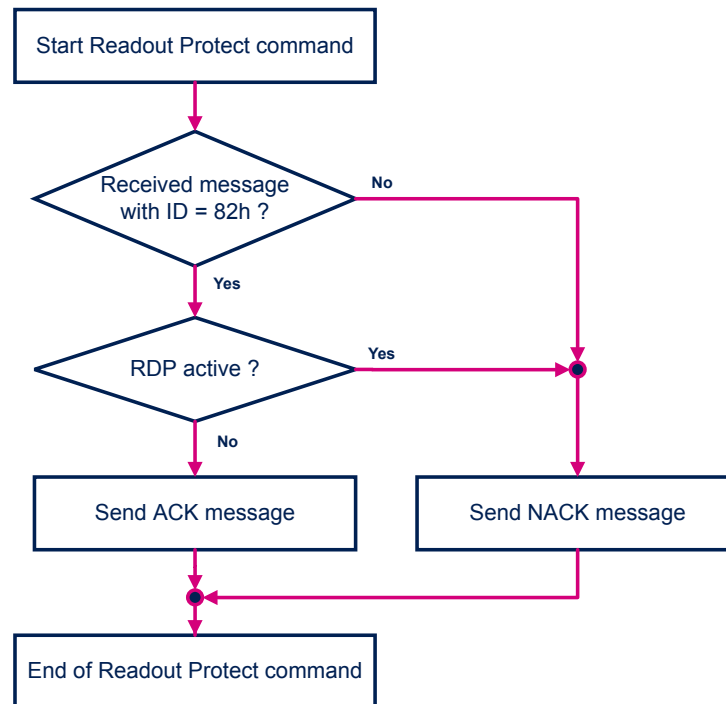 Start Readout Protect command
Received message
with ID = 82h ?
No
Yes
RDP active ?
Yes
No
Send ACK message
Send NACK message
End of Readout Protect command